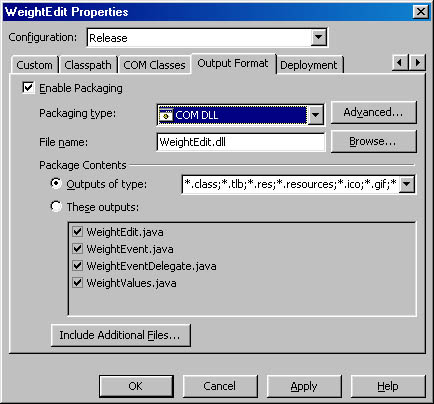 WeightEdit Properties
Configuration: Release
Custom Classpath COM Classes Output Format Deployment
Enable Packaging
Packaging type: COM DLL Advanced...
File name: WeightEdit.dll Browse...
Package Contents
Outputs of type: *.class;*.tlb;*.res;*.resources;*.ico;*.gif;*
These outputs:
WeightEdit.java
WeightEvent.java
WeightEventDelegate.java
WeightValues.java
Include Additional Files...
OK Cancel Apply Help